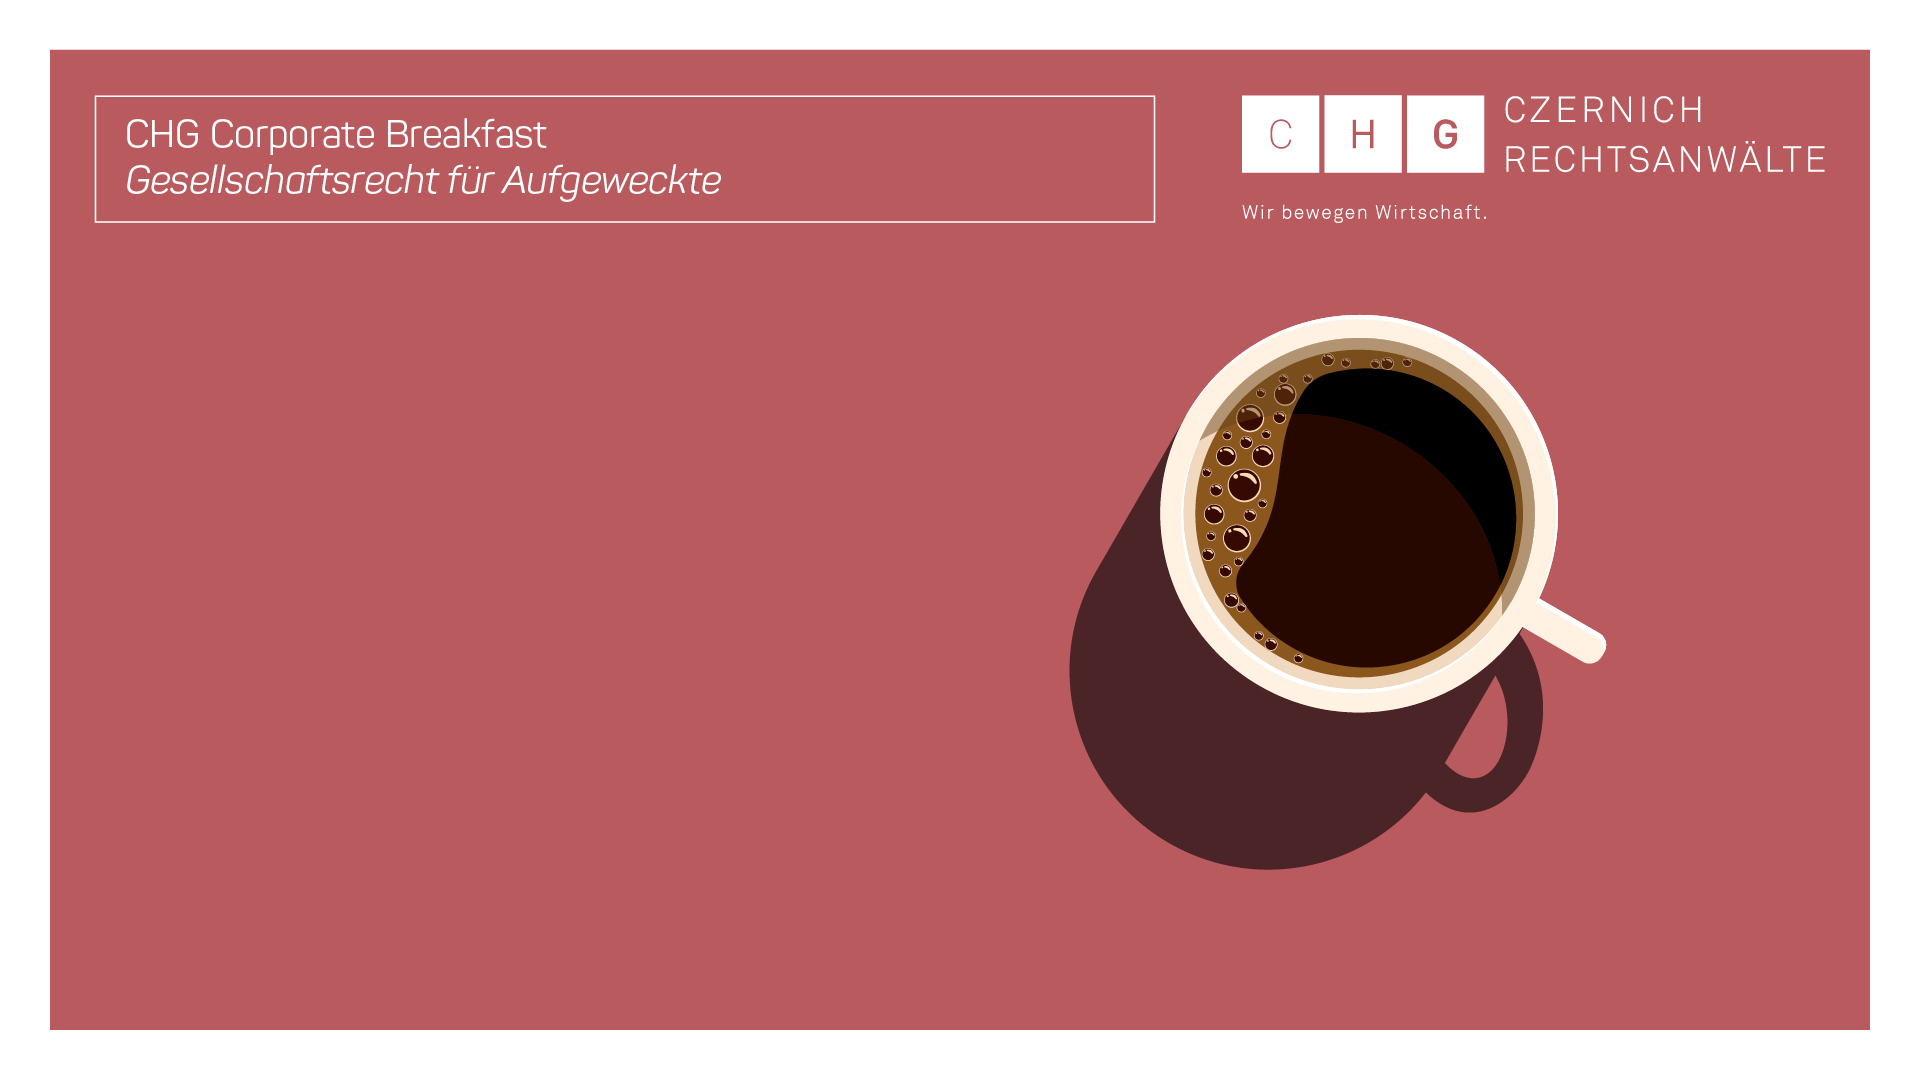 CHG Corporate Breakfast
Gesellschaftsrecht für Aufgeweckte
C H G
CZERNICH
RECHTSANWÄLTE
Wir bewegen Wirtschaft.